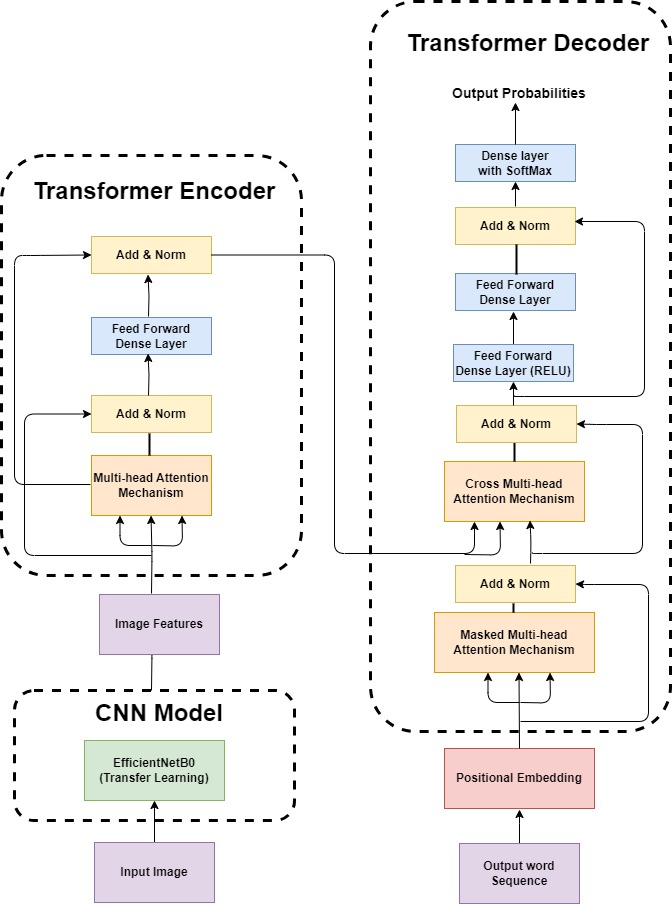 Transformer Decoder
Output Probabilities
Dense layer
with SoftMax
Add & Norm
Feed Forward
Dense Layer
Feed Forward
Dense Layer (RELU)
Add & Norm
Cross Multi-head
Attention Mechanism
Add & Norm
Masked Multi-head
Attention Mechanism
Positional Embedding
Output word
Sequence
Transformer Encoder
Add & Norm
Feed Forward
Dense Layer
Add & Norm
Multi-head Attention
Mechanism
Image Features
CNN Model
EfficientNetB0
(Transfer Learning)
Input Image